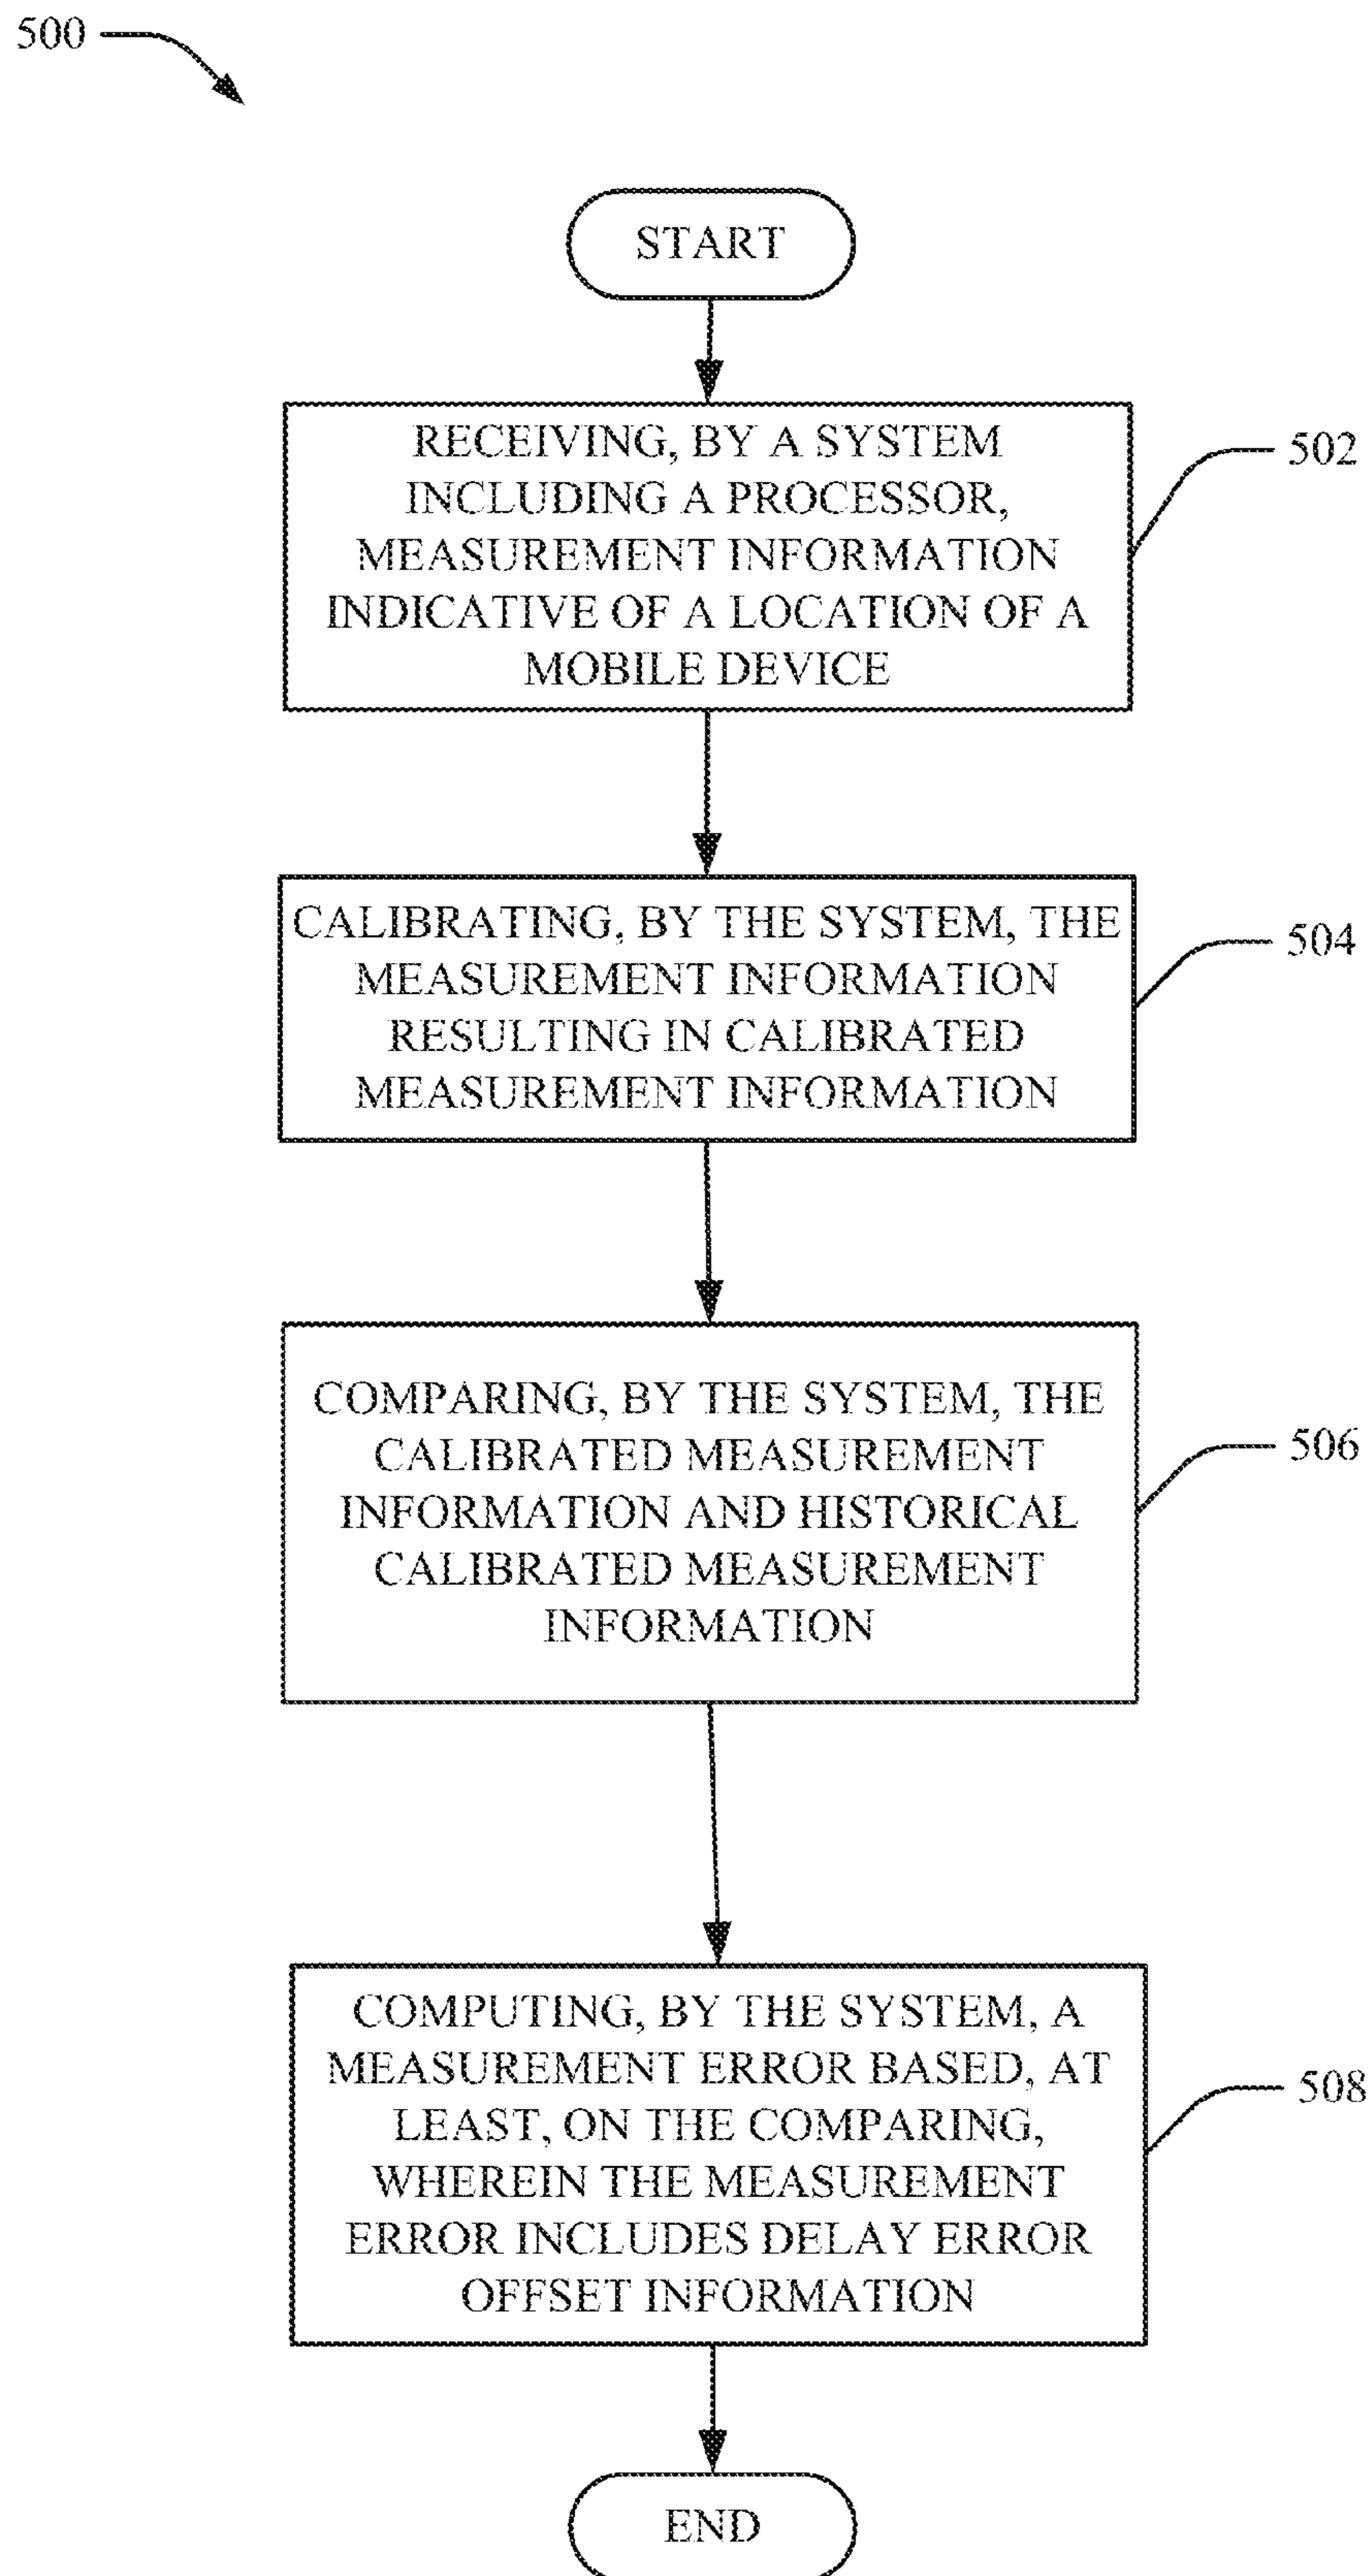 500
START
RECEIVING, BY A SYSTEM
INCLUDING A PROCESSOR,
MEASUREMENT INFORMATION
INDICATIVE OF A LOCATION OF A
MOBILE DEVICE
502
CALIBRATING, BY THE SYSTEM, THE
MEASUREMENT INFORMATION
RESULTING IN CALIBRATED
MEASUREMENT INFORMATION
504
COMPARING, BY THE SYSTEM, THE
CALIBRATED MEASUREMENT
INFORMATION AND HISTORICAL
CALIBRATED MEASUREMENT
INFORMATION
506
COMPUTING, BY THE SYSTEM, A
MEASUREMENT ERROR BASED, AT
LEAST, ON THE COMPARING,
WHEREIN THE MEASUREMENT
ERROR INCLUDES DELAY ERROR
OFFSET INFORMATION
508
END